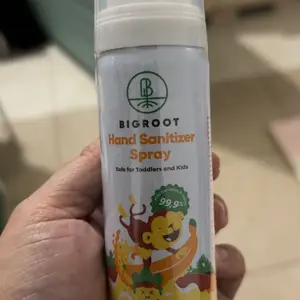 BIGROOT
Hand Sanitizer
Spray
Safe for Toddlers and Kids
99,9%